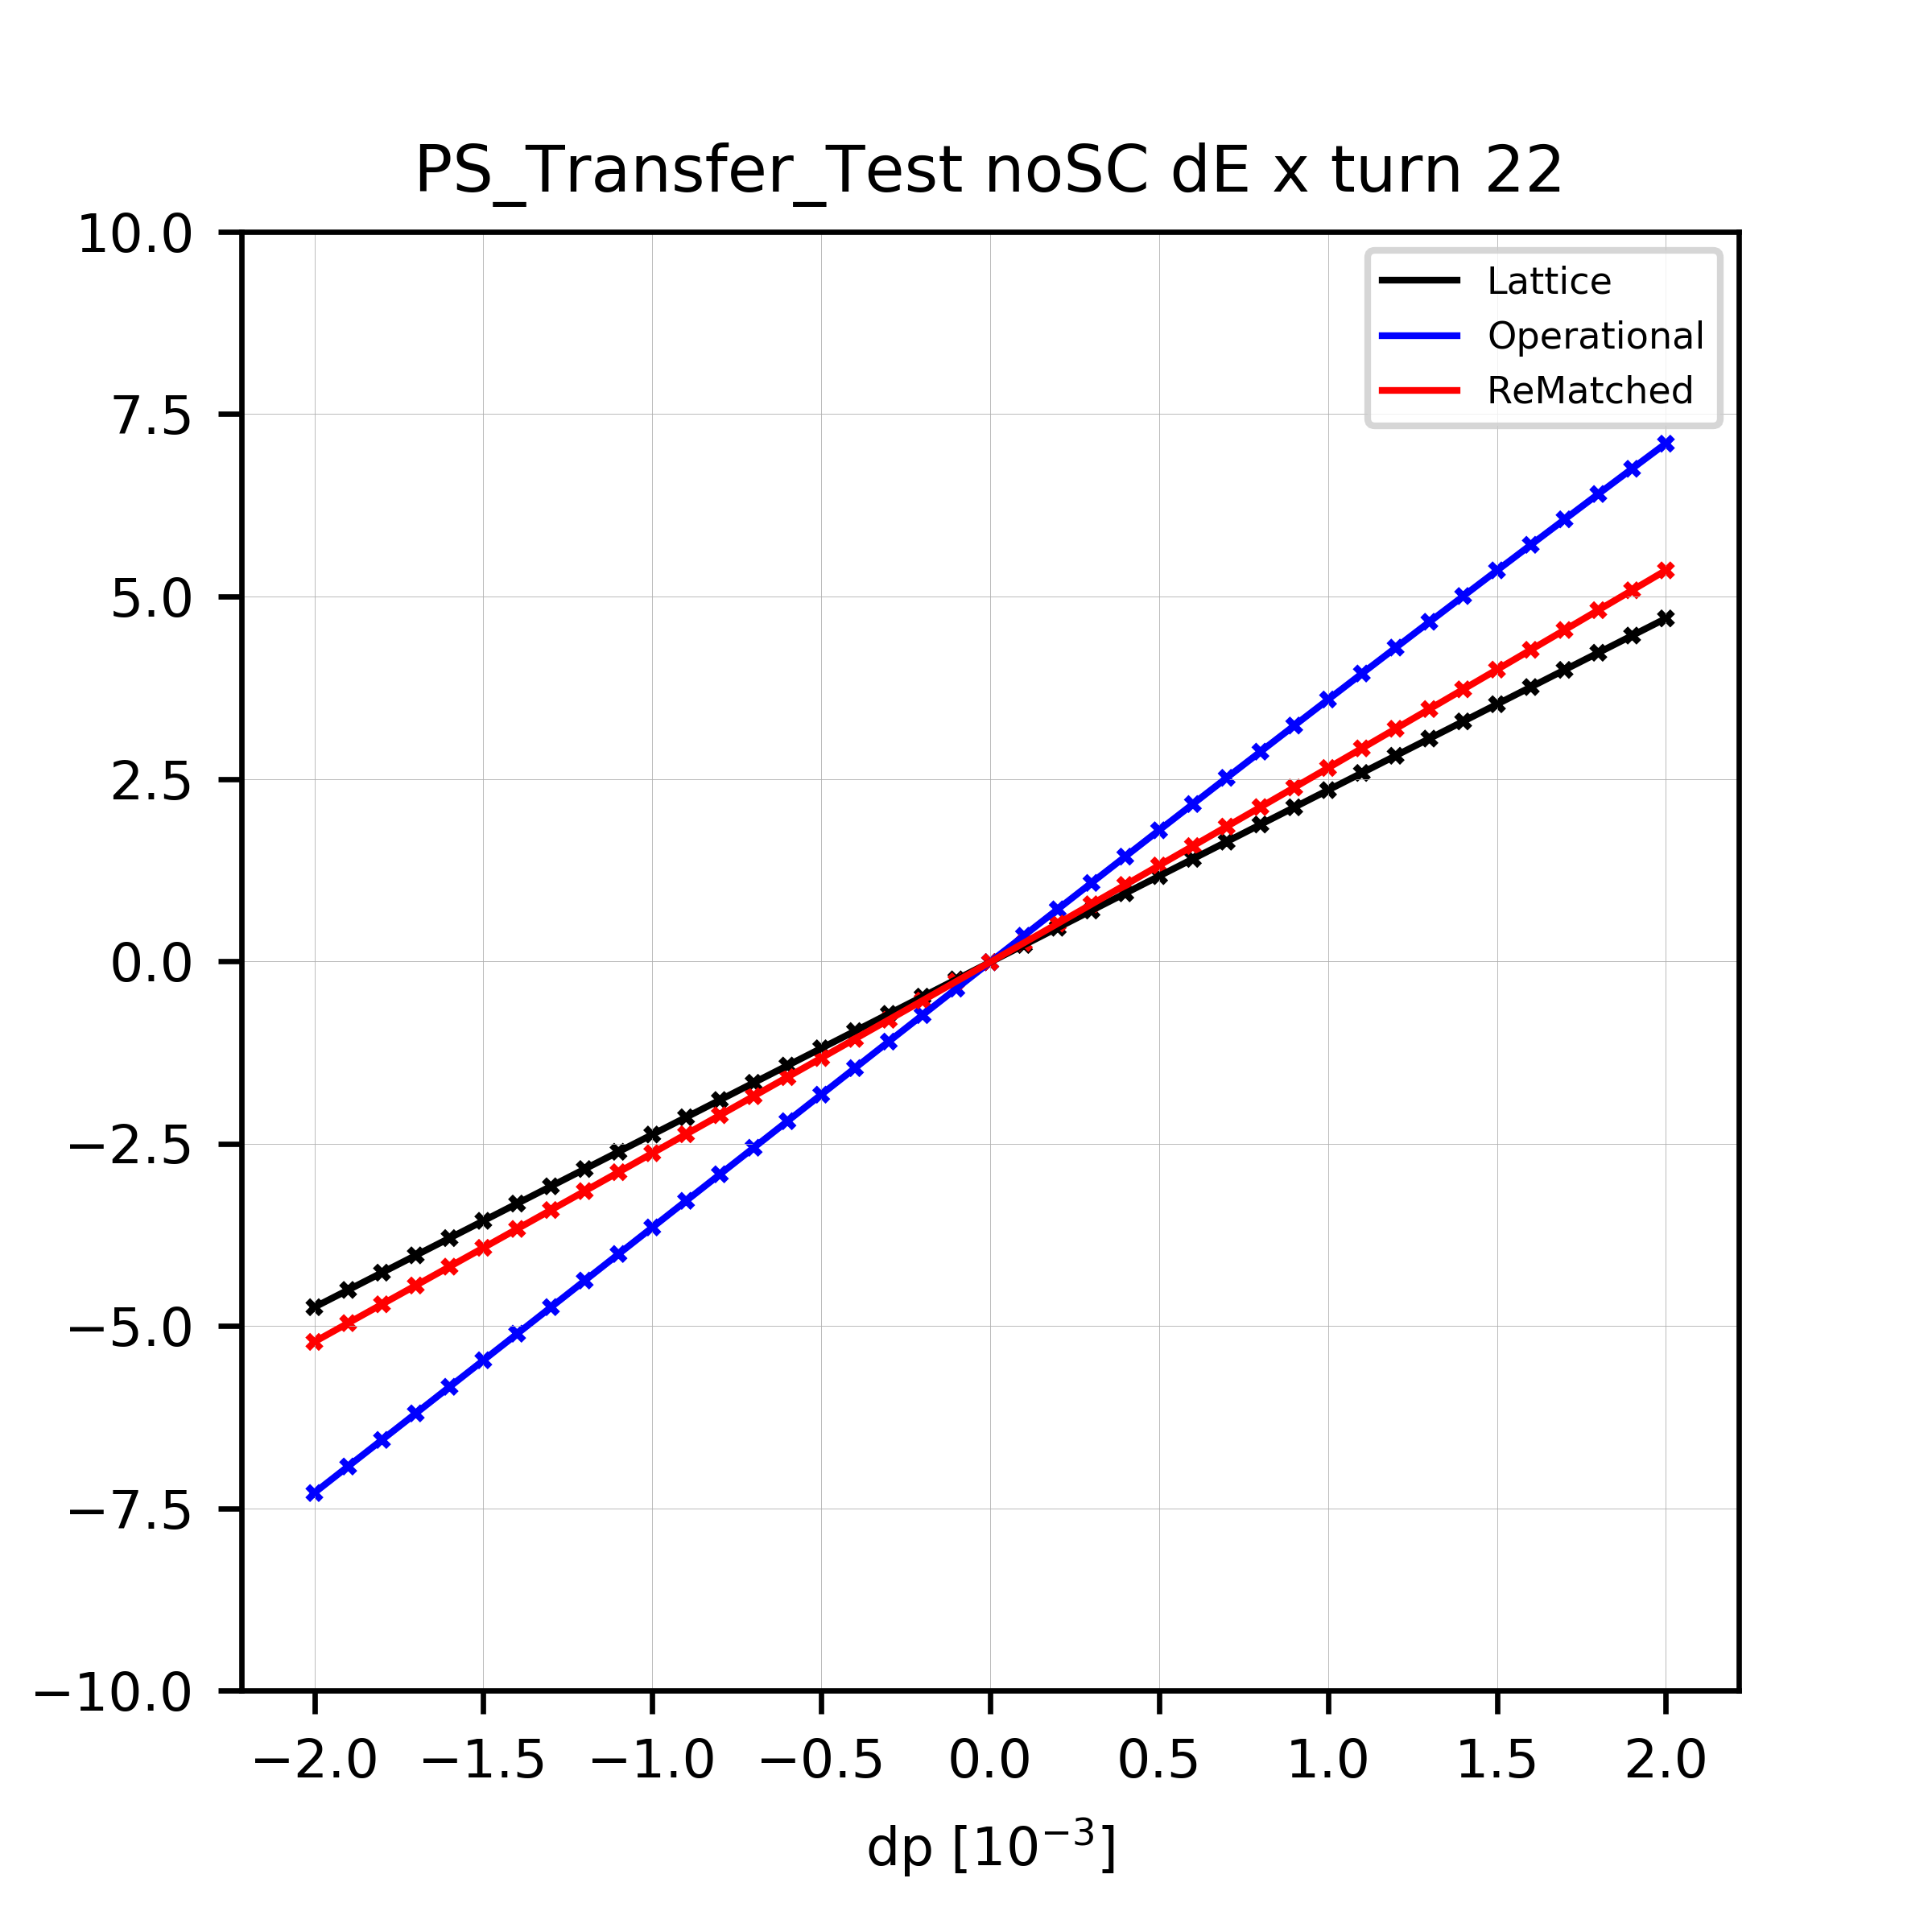 PS_Transfer_Test noSC dE x turn 22
10.0
7.5
5.0
2.5
0.0
−2.5
−5.0
−7.5
−10.0
Lattice
Operational
ReMatched
−2.0 −1.5 −1.0 −0.5 0.0 0.5 1.0 1.5 2.0
dp [10⁻³]